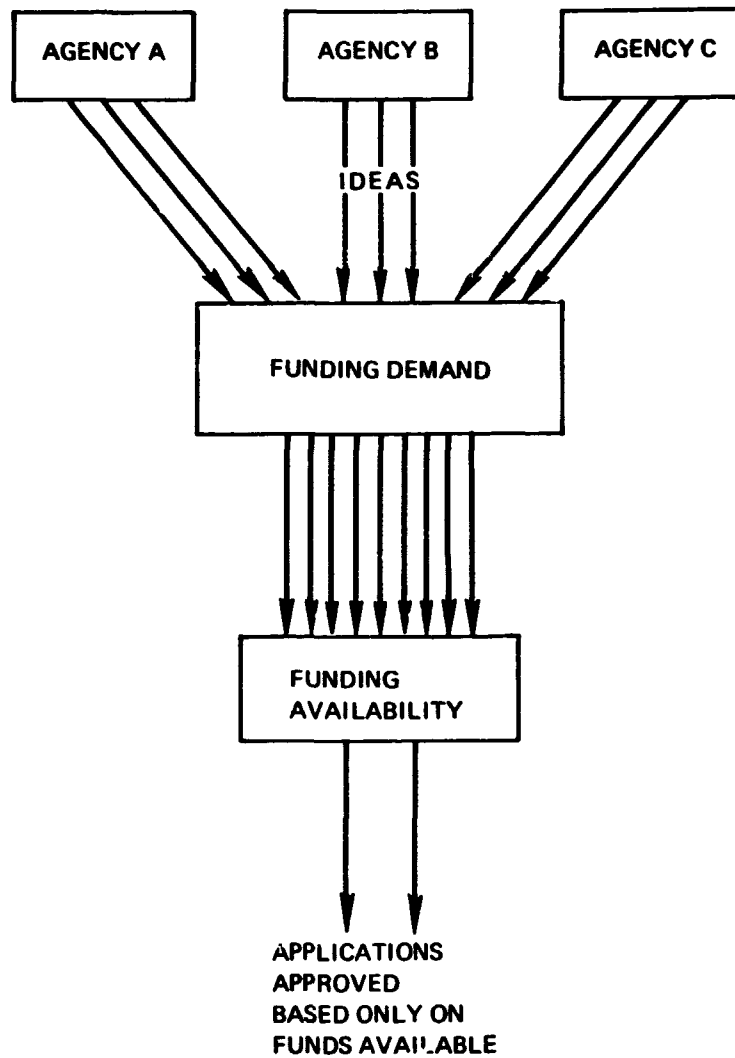 AGENCY A
AGENCY B
AGENCY C
IDEAS
FUNDING DEMAND
FUNDING
AVAILABILITY
APPLICATIONS
APPROVED
BASED ONLY ON
FUNDS AVAILABLE